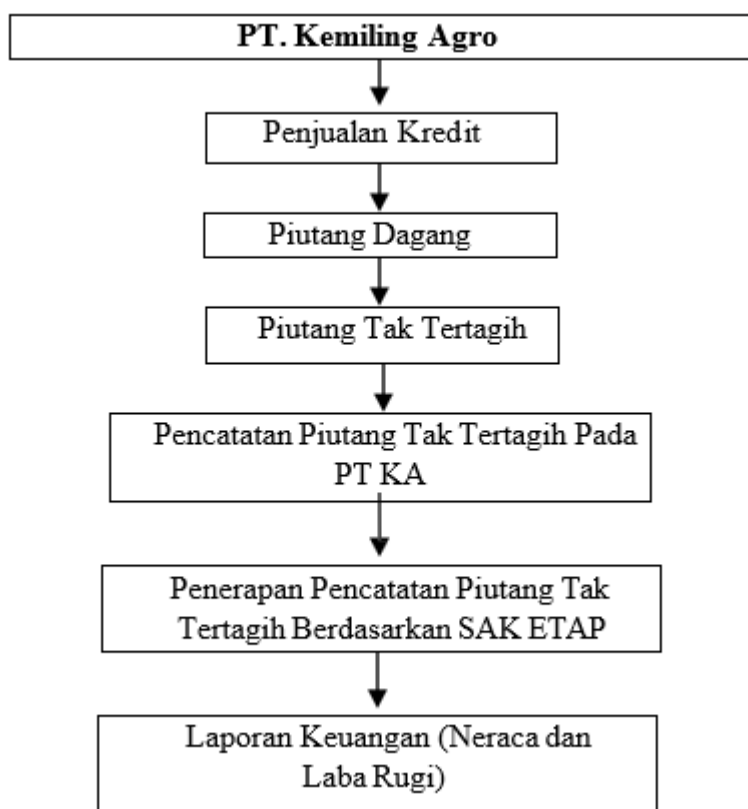 PT. Kemiling Agro
Penjualan Kredit
Piutang Dagang
Piutang Tak Tertagih
Pencatatan Piutang Tak Tertagih Pada
PT KA
Penerapan Pencatatan Piutang Tak
Tertagih Berdasarkan SAK ETAP
Laporan Keuangan (Neraca dan
Laba Rugi)